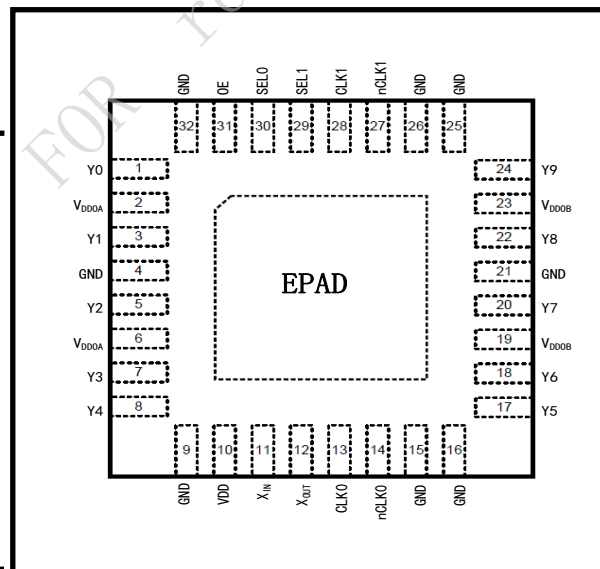 FOR
GND OE SEL0 SEL1 CLK1 nCLK1 GND GND
32 31 30 29 28 27 26 25
Y0 1 24 Y9
VDDOA 2 23 VDDOB
Y1 3 22 Y8
GND 4 21 GND
EPAD
Y2 5 20 Y7
VDDOA 6 19 VDDOB
Y3 7 18 Y6
Y4 8 17 Y5
9 10 11 12 13 14 15 16
GND VDD XIN XOUT CLK0 nCLK0 GND GND